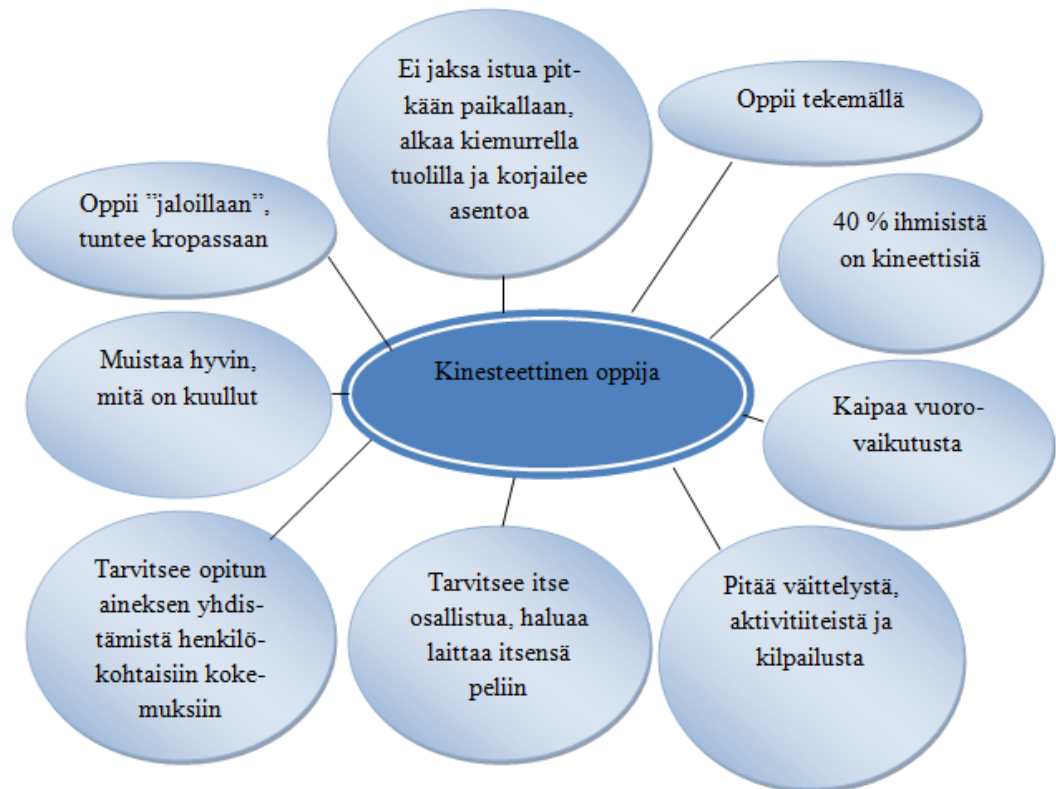 Ei jaksa istua pit-
kään paikallaan,
alkaa kiemurrella
tuolilla ja korjailee
asentoa
Oppii tekemällä
Oppii ”jaloillaan”,
tuntee kropassaan
40 % ihmisistä
on kineettisiä
Muistaa hyvin,
mitä on kuullut
Kinesteettinen oppija
Kaipaa vuoro-
vaikutusta
Tarvitsee opitun
aineksen yhdis-
tämistä henkilö-
kohtaisiin koke-
muksiin
Tarvitsee itse
osallistua, haluaa
laittaa itsensä
peliin
Pitää väittelystä,
aktivitiiteistä ja
kilpailusta